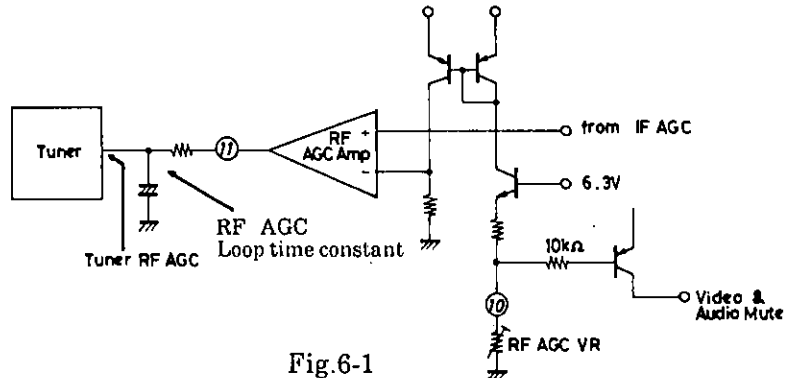 Tuner
11
RF
AGC Amp
+
-
from IF AGC
6.3V
RF AGC
Loop time constant
Tuner RF AGC
10kΩ
Video &
Audio Mute
10
RF AGC VR
Fig.6-1